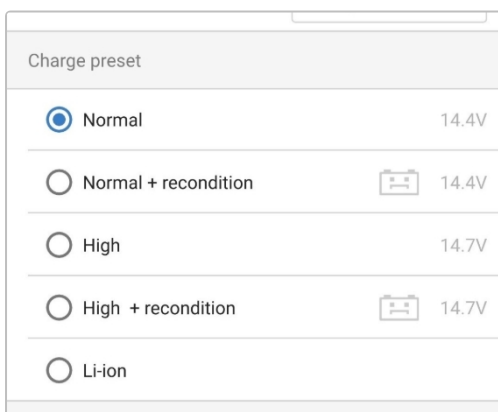 Charge preset
Normal 14.4V
Normal + recondition 14.4V
High 14.7V
High + recondition 14.7V
Li-ion